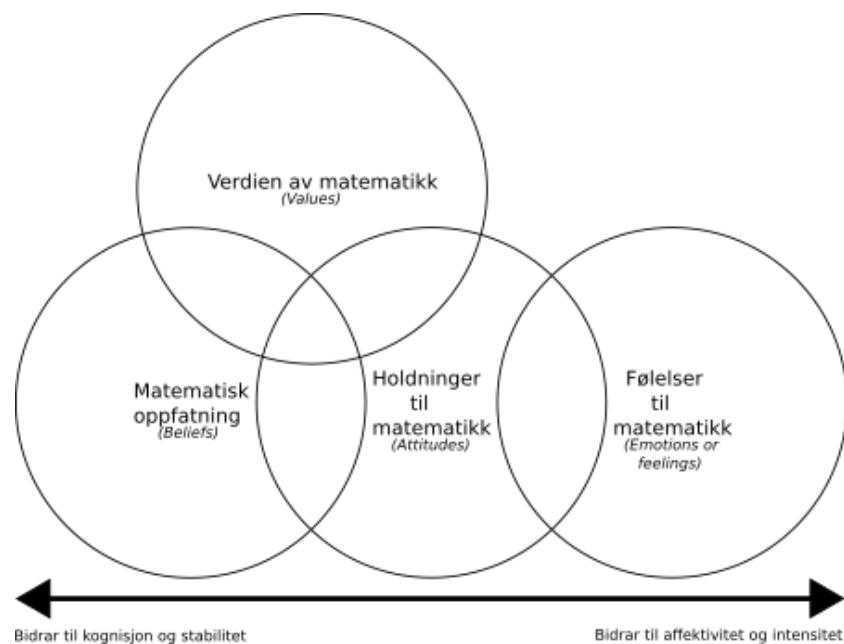 Verdien av matematikk
(Values)
Matematisk
oppfatning
(Beliefs)
Holdninger
til
matematikk
(Attitudes)
Følelser
til
matematikk
(Emotions or
feelings)
Bidrar til kognisjon og stabilitet
Bidrar til affektivitet og intensitet